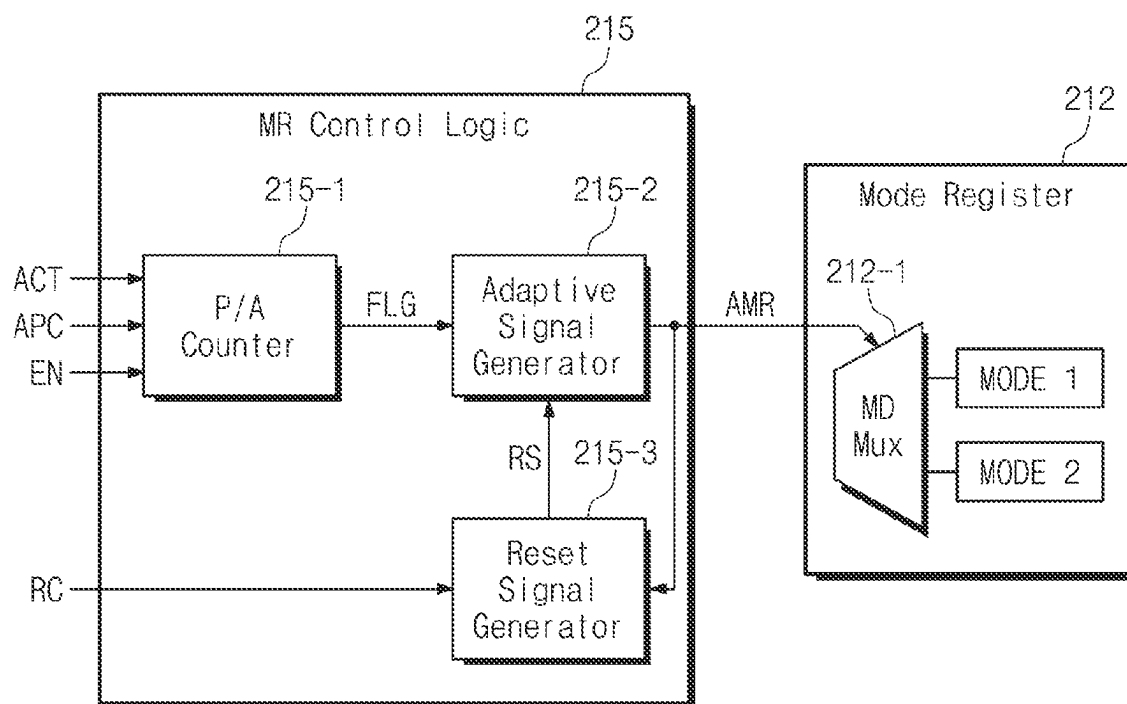 215
MR Control Logic
212
Mode Register
215-1
215-2
212-1
ACT
APC
EN
P/A
Counter
FLG
Adaptive
Signal
Generator
AMR
MD
Mux
MODE 1
MODE 2
RS
215-3
RC
Reset
Signal
Generator